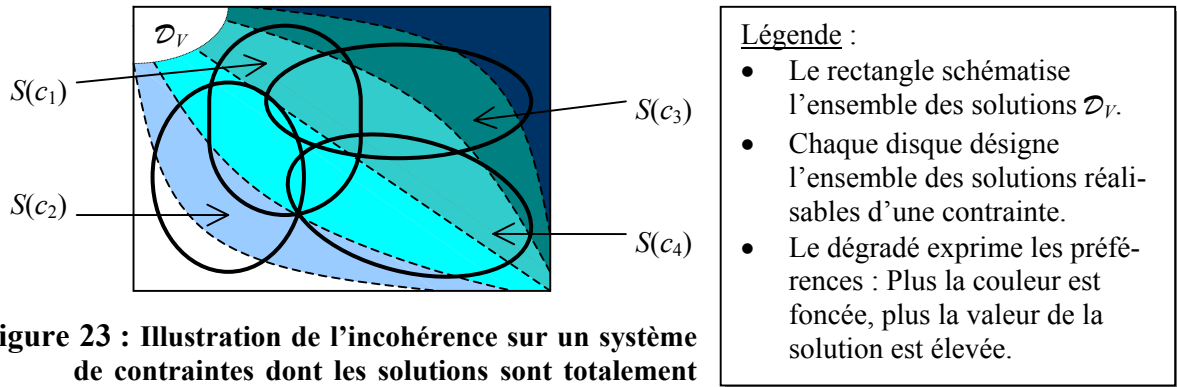 𝒟V
S(c1)
S(c2)
S(c3)
S(c4)
igure 23 : Illustration de l’incohérence sur un système
de contraintes dont les solutions sont totalement
Légende :
• Le rectangle schématise
l’ensemble des solutions 𝒟V.
• Chaque disque désigne
l’ensemble des solutions réali-
sables d’une contrainte.
• Le dégradé exprime les préfé-
rences : Plus la couleur est
foncée, plus la valeur de la
solution est élevée.